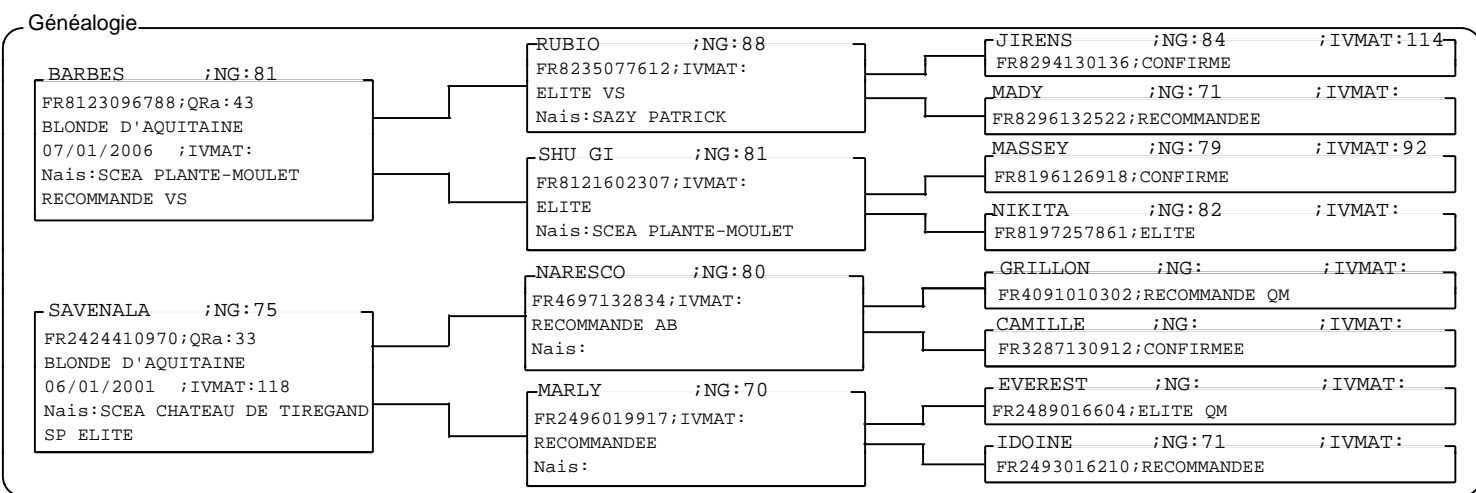 Généalogie
BARBES ;NG:81
FR8123096788;QRa:43
BLONDE D'AQUITAINE
07/01/2006 ;IVMAT:
Nais:SCEA PLANTE-MOULET
RECOMMANDE VS
SAVENALA ;NG:75
FR2424410970;QRa:33
BLONDE D'AQUITAINE
06/01/2001 ;IVMAT:118
Nais:SCEA CHATEAU DE TIREGAND
SP ELITE
RUBIO ;NG:88
FR8235077612;IVMAT:
ELITE VS
Nais:SAZY PATRICK
SHU GI ;NG:81
FR8121602307;IVMAT:
ELITE
Nais:SCEA PLANTE-MOULET
NARESCO ;NG:80
FR4697132834;IVMAT:
RECOMMANDE AB
Nais:
MARLY ;NG:70
FR2496019917;IVMAT:
RECOMMANDEE
Nais:
JIRENS ;NG:84 ;IVMAT:114
FR8294130136;CONFIRME
MADY ;NG:71 ;IVMAT:
FR8296132522;RECOMMANDEE
MASSEY ;NG:79 ;IVMAT:92
FR8196126918;CONFIRME
NIKITA ;NG:82 ;IVMAT:
FR8197257861;ELITE
GRILLON ;NG: ;IVMAT:
FR4091010302;RECOMMANDE QM
CAMILLE ;NG: ;IVMAT:
FR3287130912;CONFIRMEE
EVEREST ;NG: ;IVMAT:
FR2489016604;ELITE QM
IDOINE ;NG:71 ;IVMAT:
FR2493016210;RECOMMANDEE